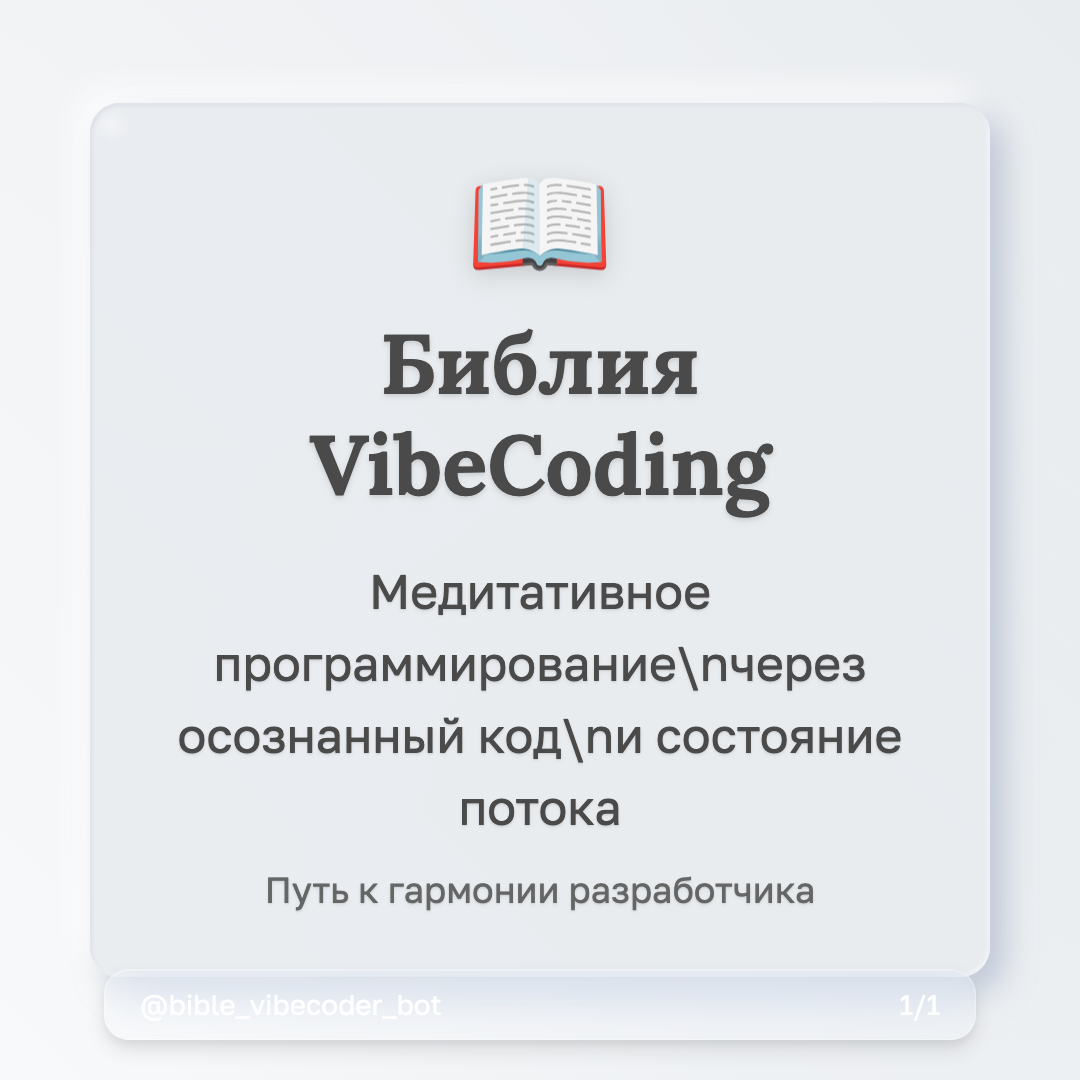 Библия
VibeCoding
Медитативное
программирование\nчерез
осознанный код\nи состояние
потока
Путь к гармонии разработчика
@bible_vibecoder_bot
1/1